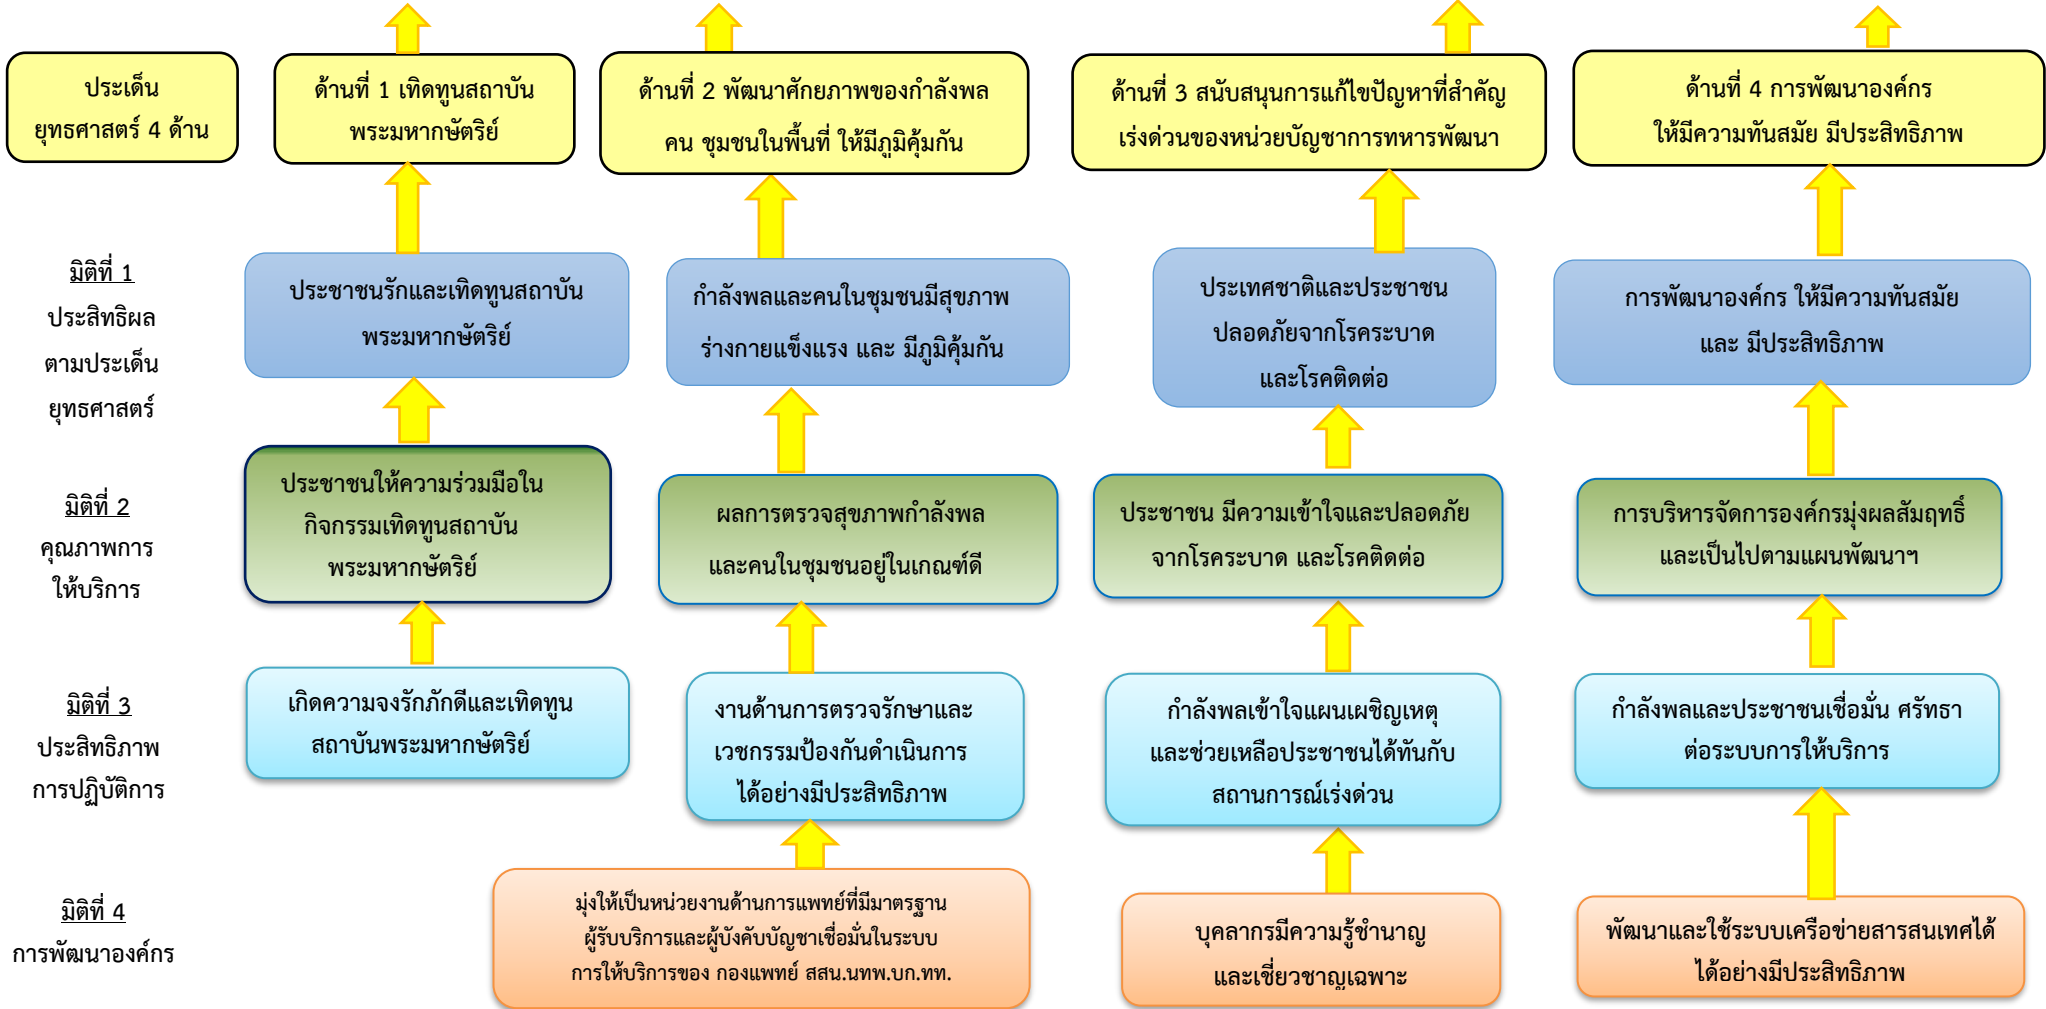 ประเด็น
ยุทธศาสตร์ 4 ด้าน
ด้านที่ 1 เทิดทูนสถาบัน
พระมหากษัตริย์
ด้านที่ 2 พัฒนาศักยภาพของกำลังพล
คน ชุมชนในพื้นที่ ให้มีภูมิคุ้มกัน
ด้านที่ 3 สนับสนุนการแก้ไขปัญหาที่สำคัญ
เร่งด่วนของหน่วยบัญชาการทหารพัฒนา
ด้านที่ 4 การพัฒนาองค์กร
ให้มีความทันสมัย มีประสิทธิภาพ
มิติที่ 1
ประสิทธิผล
ตามประเด็น
ยุทธศาสตร์
ประชาชนรักและเทิดทูนสถาบัน
พระมหากษัตริย์
กำลังพลและคนในชุมชนมีสุขภาพ
ร่างกายแข็งแรง และ มีภูมิคุ้มกัน
ประเทศชาติและประชาชน
ปลอดภัยจากโรคระบาด
และโรคติดต่อ
การพัฒนาองค์กร ให้มีความทันสมัย
และ มีประสิทธิภาพ
มิติที่ 2
คุณภาพการ
ให้บริการ
ประชาชนให้ความร่วมมือใน
กิจกรรมเทิดทูนสถาบัน
พระมหากษัตริย์
ผลการตรวจสุขภาพกำลังพล
และคนในชุมชนอยู่ในเกณฑ์ดี
ประชาชน มีความเข้าใจและปลอดภัย
จากโรคระบาด และโรคติดต่อ
การบริหารจัดการองค์กรมุ่งผลสัมฤทธิ์
และเป็นไปตามแผนพัฒนาฯ
มิติที่ 3
ประสิทธิภาพ
การปฏิบัติการ
เกิดความจงรักภักดีและเทิดทูน
สถาบันพระมหากษัตริย์
งานด้านการตรวจรักษาและ
เวชกรรมป้องกันดำเนินการ
ได้อย่างมีประสิทธิภาพ
กำลังพลเข้าใจแผนเผชิญเหตุ
และช่วยเหลือประชาชนได้ทันกับ
สถานการณ์เร่งด่วน
กำลังพลและประชาชนเชื่อมั่น ศรัทธา
ต่อระบบการให้บริการ
มิติที่ 4
การพัฒนาองค์กร
มุ่งให้เป็นหน่วยงานด้านการแพทย์ที่มีมาตรฐาน
ผู้รับบริการและผู้บังคับบัญชาเชื่อมั่นในระบบ
การให้บริการของ กองแพทย์ สสน.นทพ.บก.ทท.
บุคลากรมีความรู้ชำนาญ
และเชี่ยวชาญเฉพาะ
พัฒนาและใช้ระบบเครือข่ายสารสนเทศได้
ได้อย่างมีประสิทธิภาพ